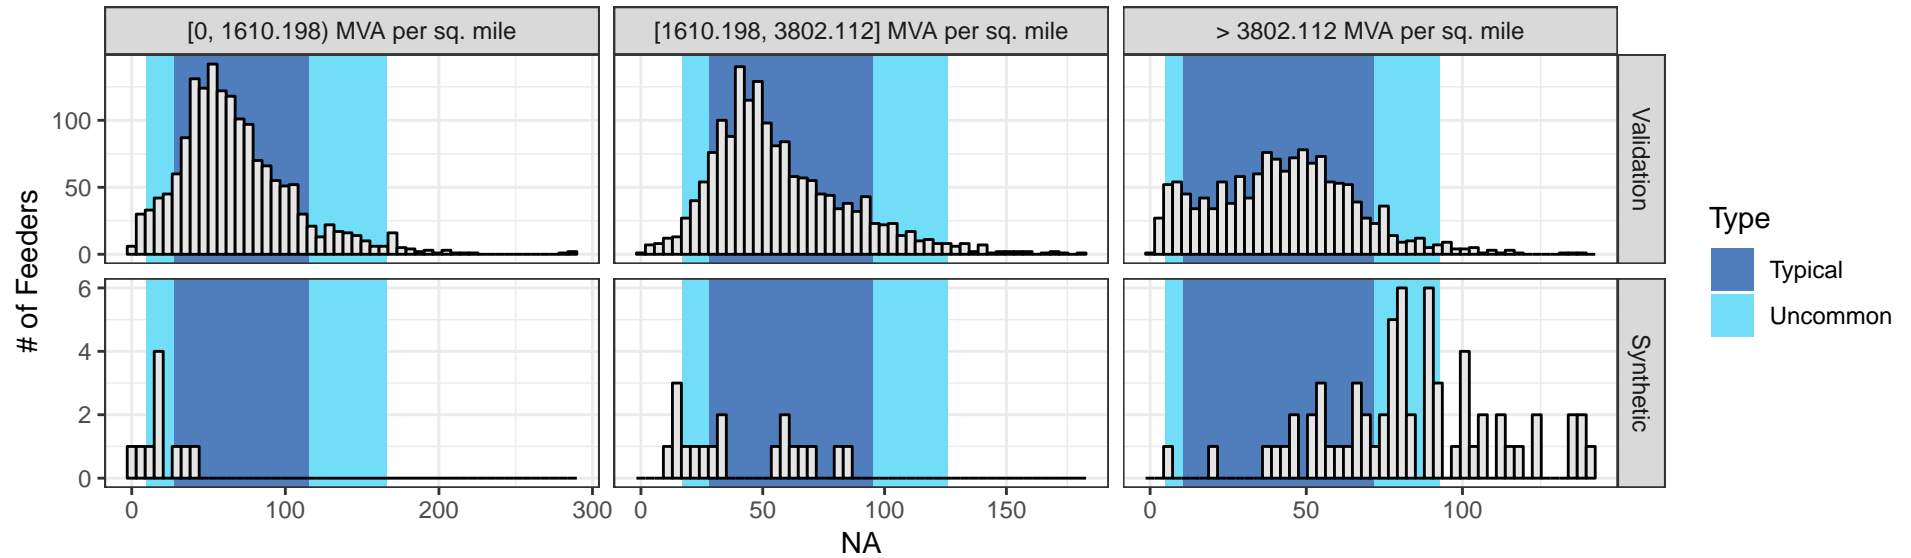 [0, 1610.198) MVA per sq. mile
[1610.198, 3802.112] MVA per sq. mile
> 3802.112 MVA per sq. mile
# of Feeders
100
50
0
Validation
6
4
2
0
Synthetic
0 100 200 300
0 50 100 150
0 50 100
NA
Type
Typical
Uncommon